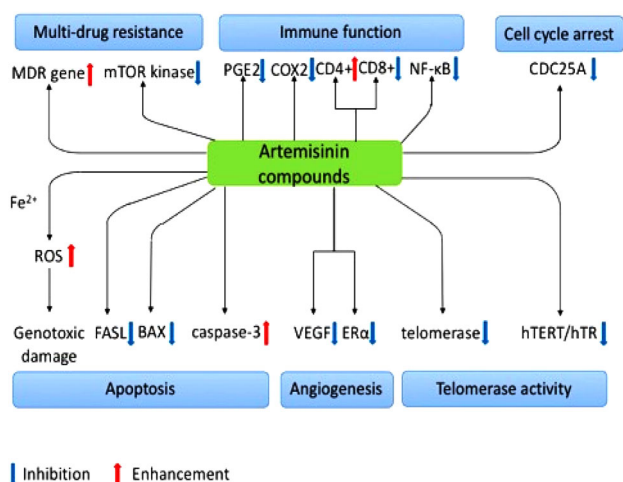 Multi-drug resistance
Immune function
Cell cycle arrest
MDR gene
mTOR kinase
PGE2
COX2
CD4+
CD8+
NF-κB
CDC25A
Artemisinin
compounds
Fe²⁺
ROS
Genotoxic
damage
FASL
BAX
caspase-3
VEGF
ERα
telomerase
hTERT/hTR
Apoptosis
Angiogenesis
Telomerase activity
Inhibition
Enhancement